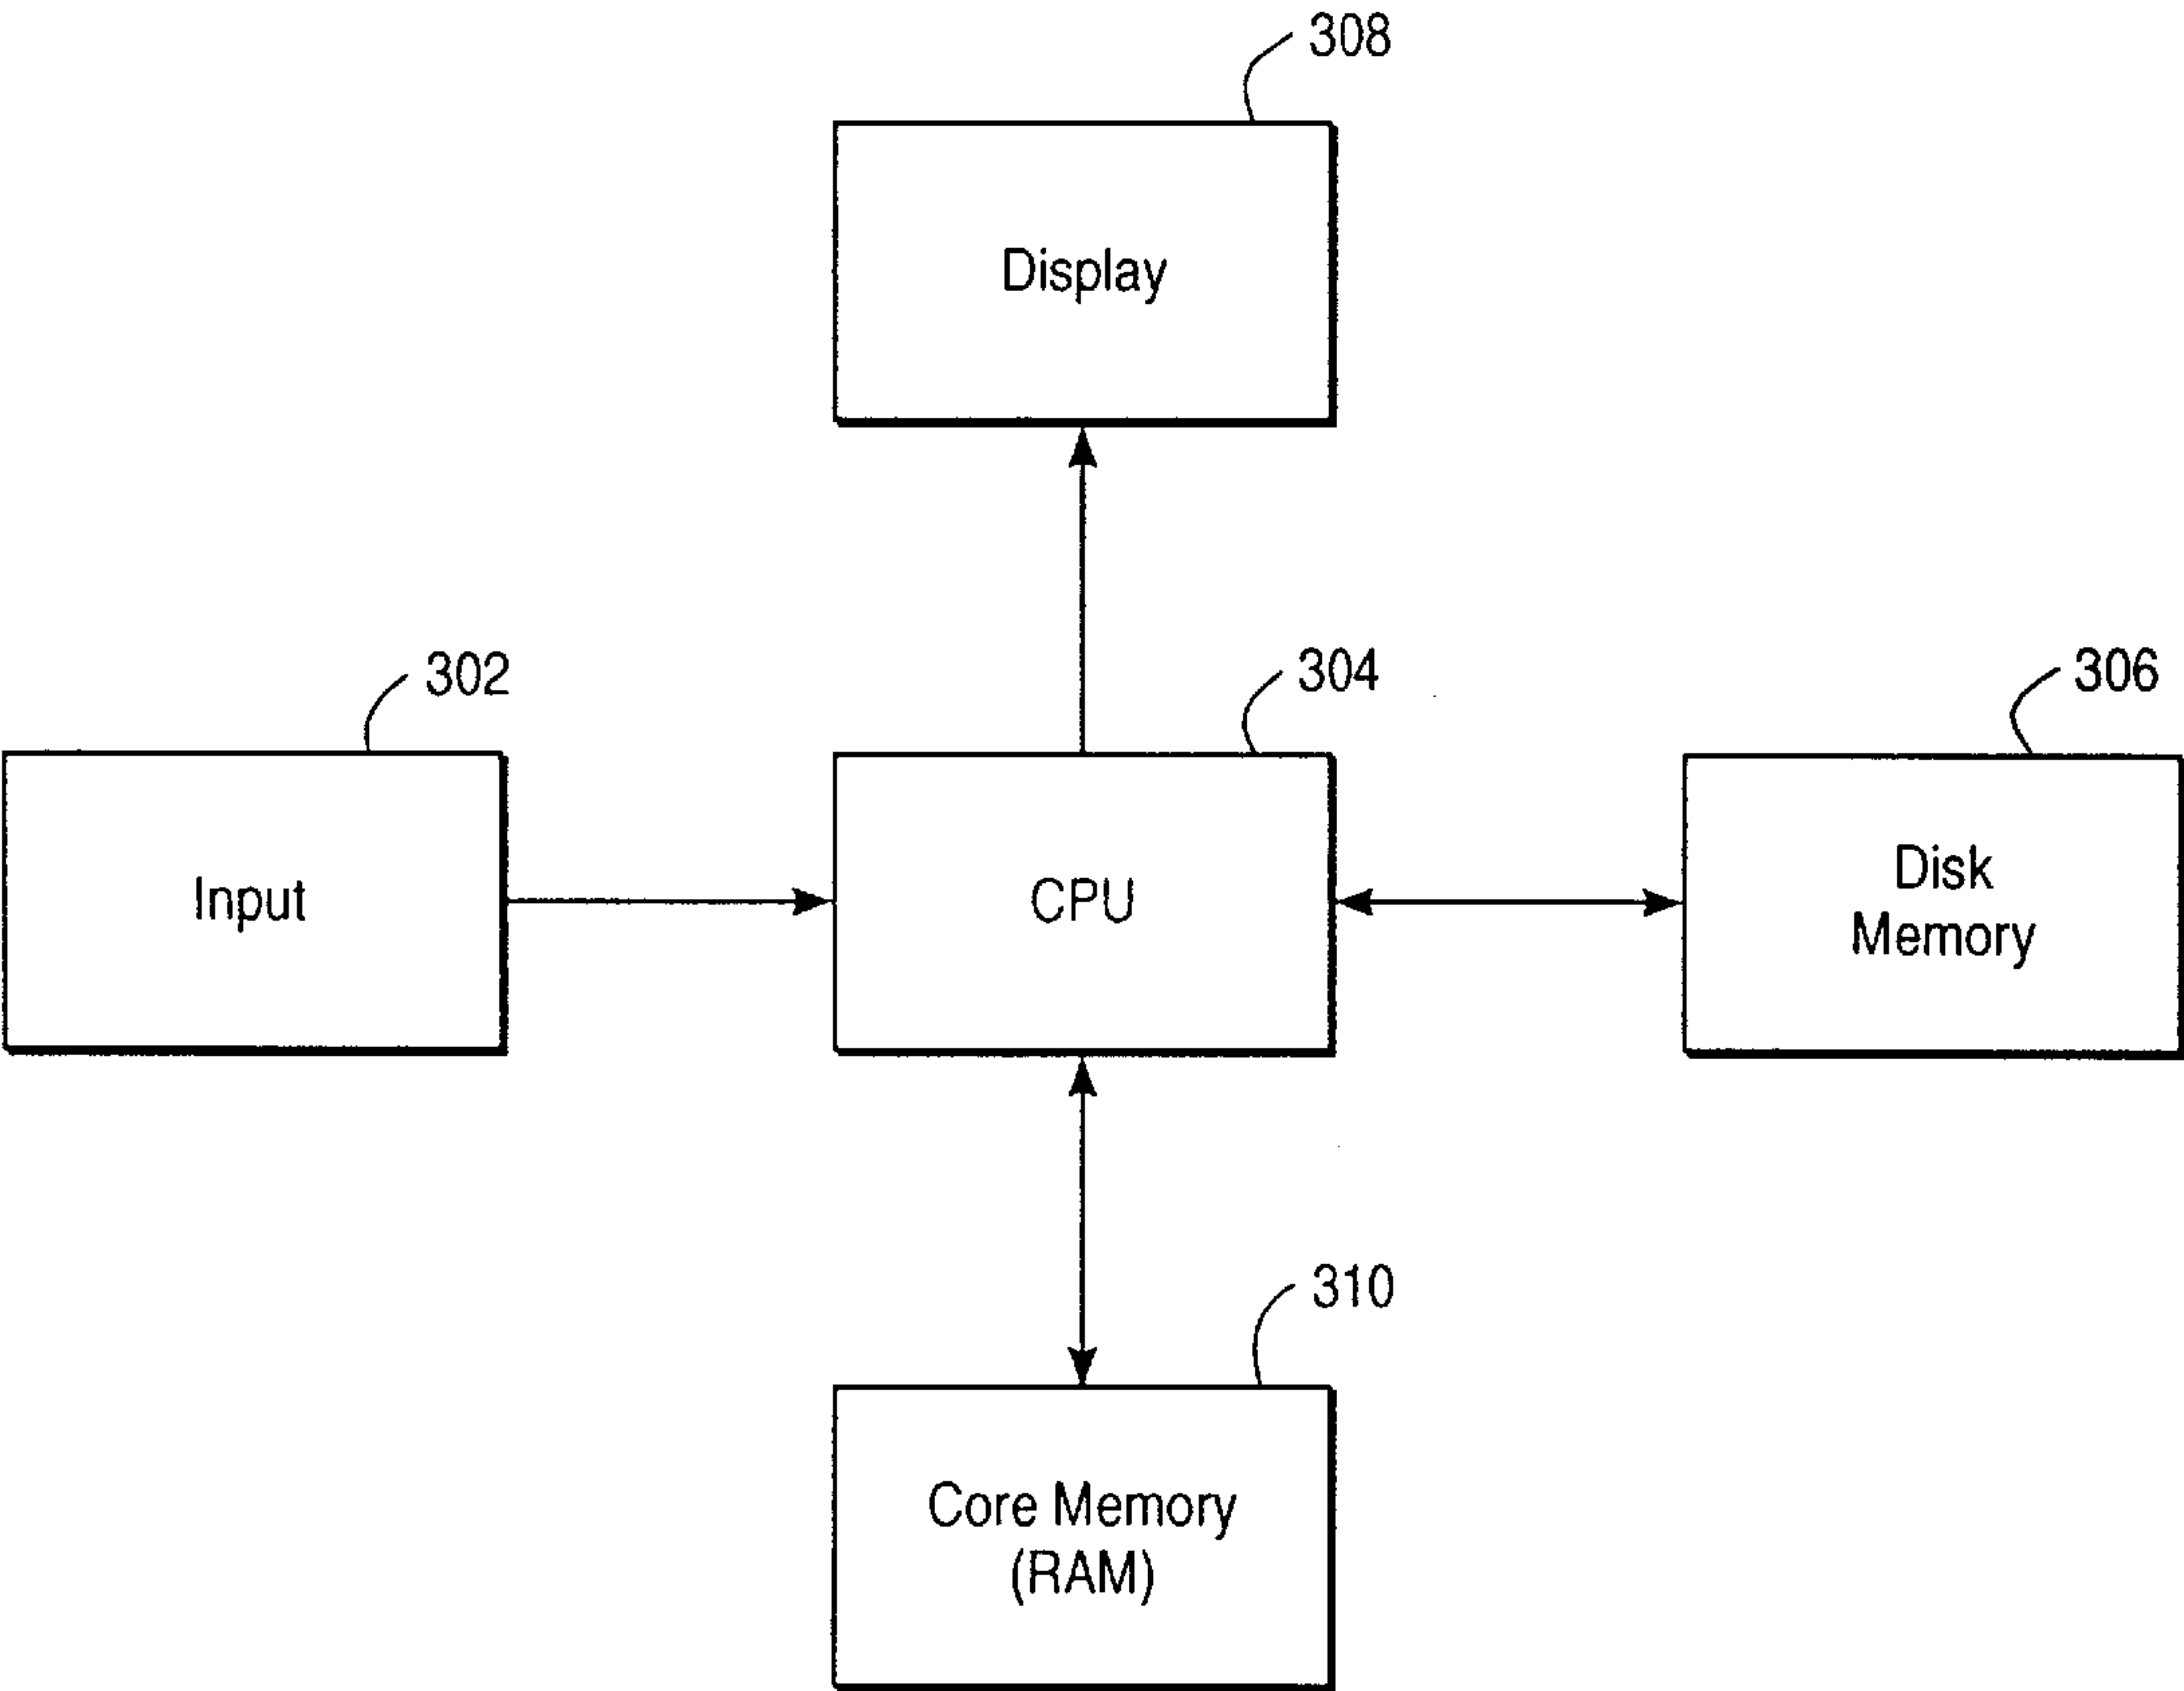 308
Display
302
304
306
Input
CPU
Disk
Memory
310
Core Memory
(RAM)